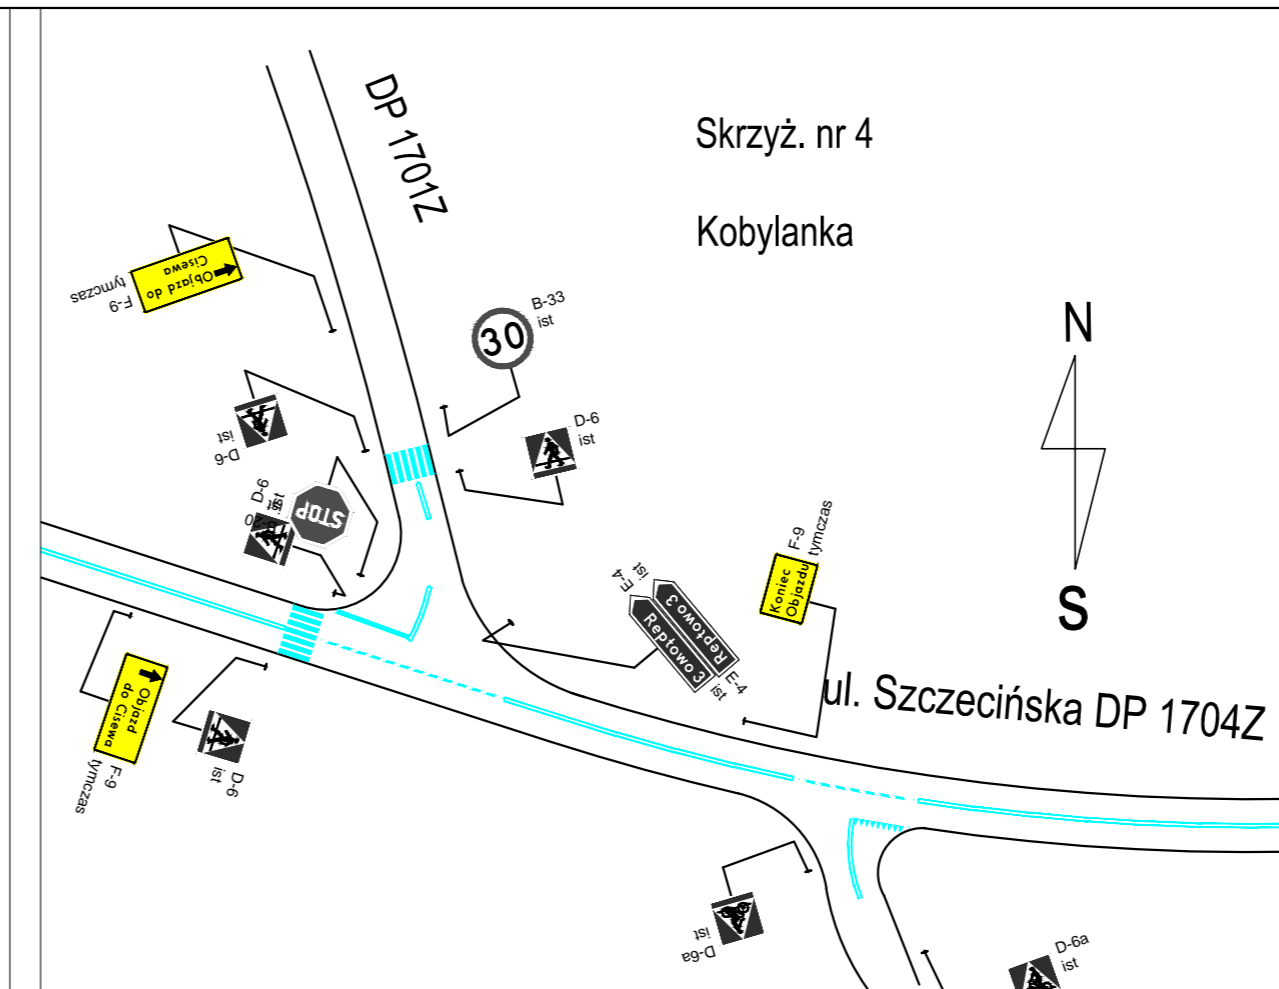 DP 1701Z
Skrzyż. nr 4
Kobylanka
N
S
Objazd do
Cisewa
F-9
tymczas
30
B-33
ist
D-6
ist
D-6
ist
D-6
ist
STOP
B-20
ist
E-4
ist
Reptowo 3
Reptowo 3
E-4
ist
Koniec
Objazdu
F-9
tymczas
ul. Szczecińska DP 1704Z
Objazd
do Cisewa
F-9
tymczas
D-6
ist
D-6a
ist
D-6a
ist